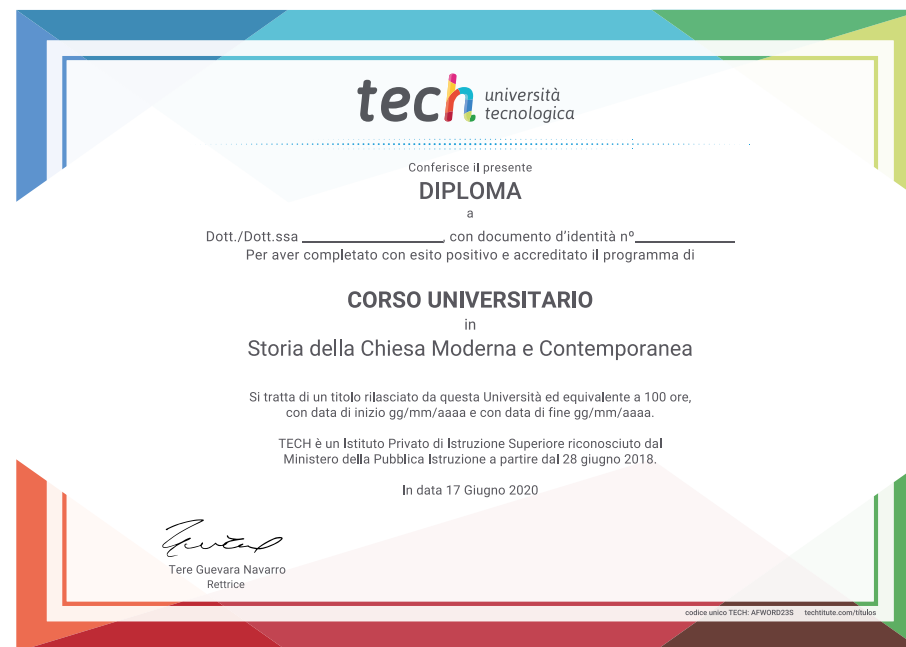 tech università
tecnologica
Conferisce il presente
DIPLOMA
a
Dott./Dott.ssa ____________________, con documento d'identità nº______________
Per aver completato con esito positivo e accreditato il programma di
CORSO UNIVERSITARIO
in
Storia della Chiesa Moderna e Contemporanea
Si tratta di un titolo rilasciato da questa Università ed equivalente a 100 ore,
con data di inizio gg/mm/aaaa e con data di fine gg/mm/aaaa.
TECH è un Istituto Privato di Istruzione Superiore riconosciuto dal
Ministero della Pubblica Istruzione a partire dal 28 giugno 2018.
In data 17 Giugno 2020
Tere Guevara Navarro
Rettrice
codice unico TECH: AFWORD23S techtitute.com/títulos